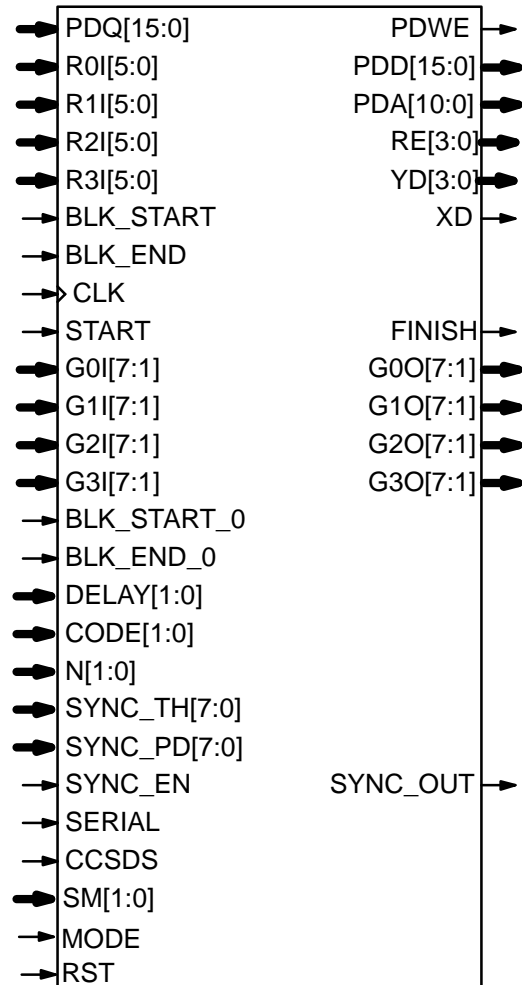 PDQ[15:0] PDWE
R0I[5:0] PDD[15:0]
R1I[5:0] PDA[10:0]
R2I[5:0] RE[3:0]
R3I[5:0] YD[3:0]
BLK_START XD
BLK_END
CLK
START FINISH
G0I[7:1] G0O[7:1]
G1I[7:1] G1O[7:1]
G2I[7:1] G2O[7:1]
G3I[7:1] G3O[7:1]
BLK_START_0
BLK_END_0
DELAY[1:0]
CODE[1:0]
N[1:0]
SYNC_TH[7:0]
SYNC_PD[7:0]
SYNC_EN SYNC_OUT
SERIAL
CCSDS
SM[1:0]
MODE
RST